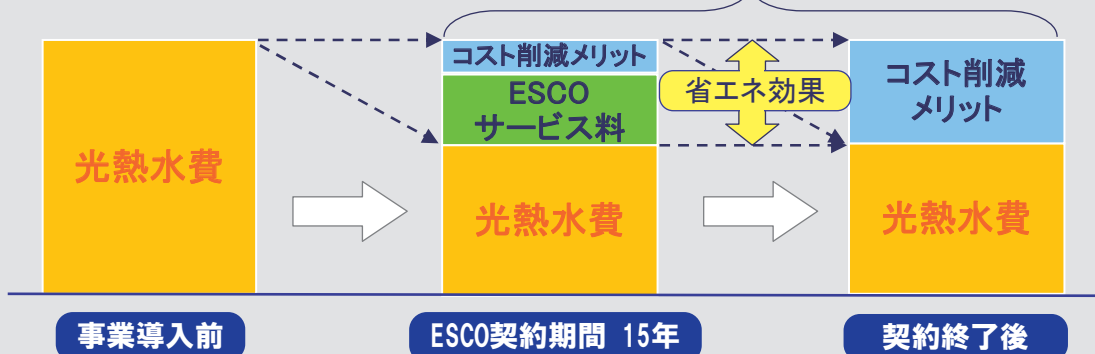 コスト削減メリット
ESCO
サービス料
省エネ効果
コスト削減
メリット
光熱水費
光熱水費
光熱水費
事業導入前
ESCO契約期間 15年
契約終了後